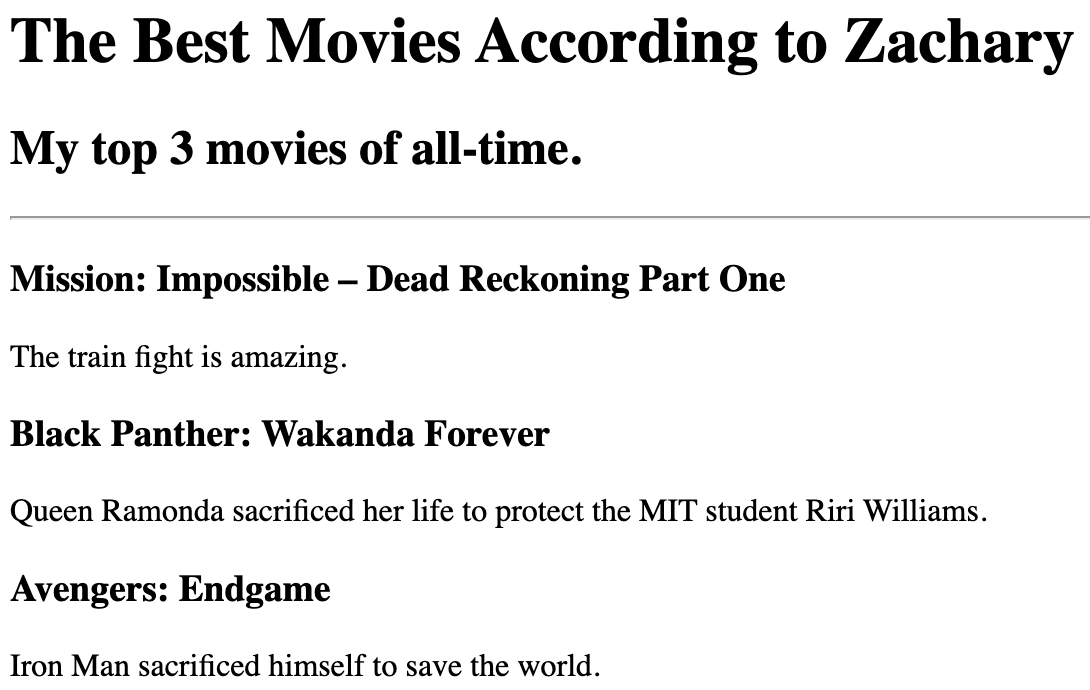 The Best Movies According to Zachary
My top 3 movies of all-time.
Mission: Impossible – Dead Reckoning Part One
The train fight is amazing.
Black Panther: Wakanda Forever
Queen Ramonda sacrificed her life to protect the MIT student Riri Williams.
Avengers: Endgame
Iron Man sacrificed himself to save the world.